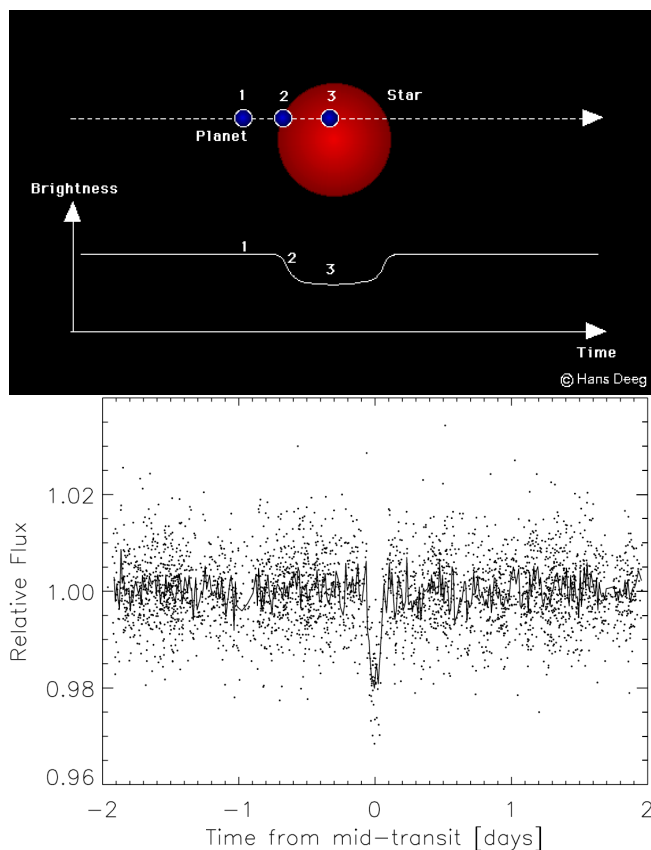 1 2 3 Star
Planet
Brightness
1
2
3
Time
© Hans Deeg
1.02
1.00
0.98
0.96
Relative Flux
-2 -1 0 1 2
Time from mid-transit [days]